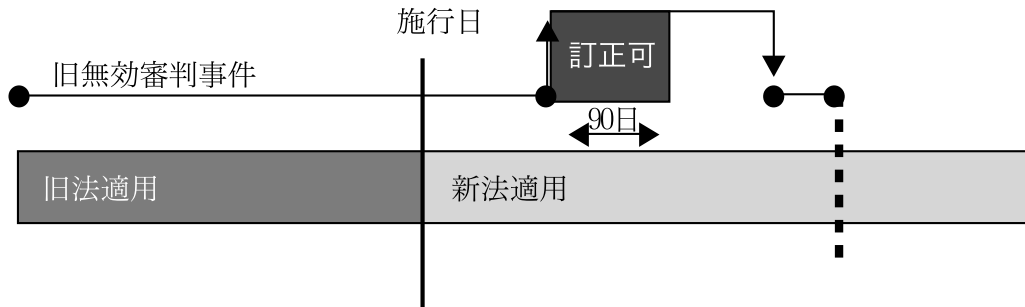 施行日
訂正可
旧無効審判事件
90日
旧法適用
新法適用